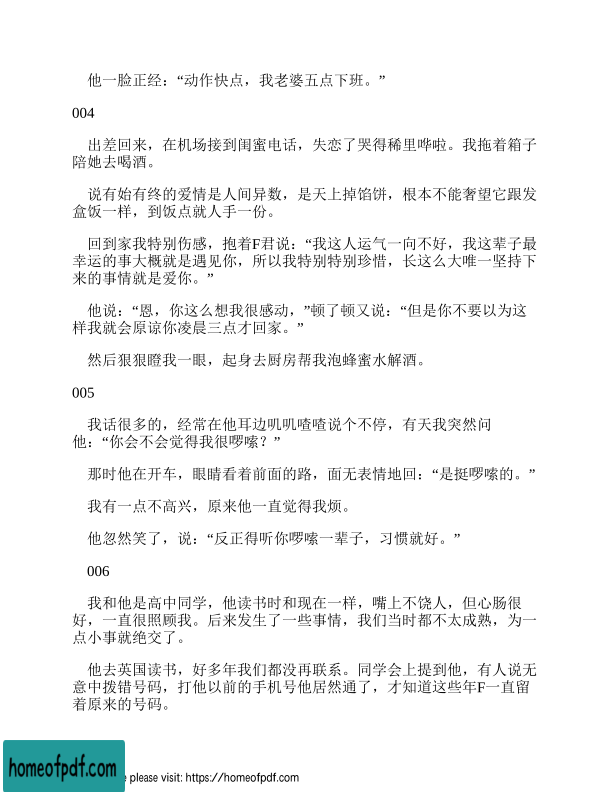 他一脸正经：“动作快点，我老婆五点下班。”
004
出差回来，在机场接到闺蜜电话，失恋了哭得稀里哗啦。我拖着箱子
陪她去喝酒。
说有始有终的爱情是人间异数，是天上掉馅饼，根本不能奢望它跟发
盒饭一样，到饭点就人手一份。
回到家我特别伤感，抱着F君说：“我这人运气一向不好，我这辈子最
幸运的事大概就是遇见你，所以我特别特别珍惜，长这么大唯一坚持下
来的事情就是爱你。”
他说：“恩，你这么想我很感动，”顿了顿又说：“但是你不要以为这
样我就会原谅你凌晨三点才回家。”
然后狠狠瞪我一眼，起身去厨房帮我泡蜂蜜水解酒。
005
我话很多的，经常在他耳边叽叽喳喳说个不停，有天我突然问
他：“你会不会觉得我很啰嗦？”
那时他在开车，眼睛看着前面的路，面无表情地回：“是挺啰嗦的。”
我有一点不高兴，原来他一直觉得我烦。
他忽然笑了，说：“反正得听你啰嗦一辈子，习惯就好。”
006
我和他是高中同学，他读书时和现在一样，嘴上不饶人，但心肠很
好，一直很照顾我。后来发生了一些事情，我们当时都不太成熟，为一
点小事就绝交了。
他去英国读书，好多年我们都没再联系。同学会上提到他，有人说无
意中拨错号码，打他以前的手机号他居然通了，才知道这些年F一直留
着原来的号码。
homeofpdf.com
e please visit: https://homeofpdf.com